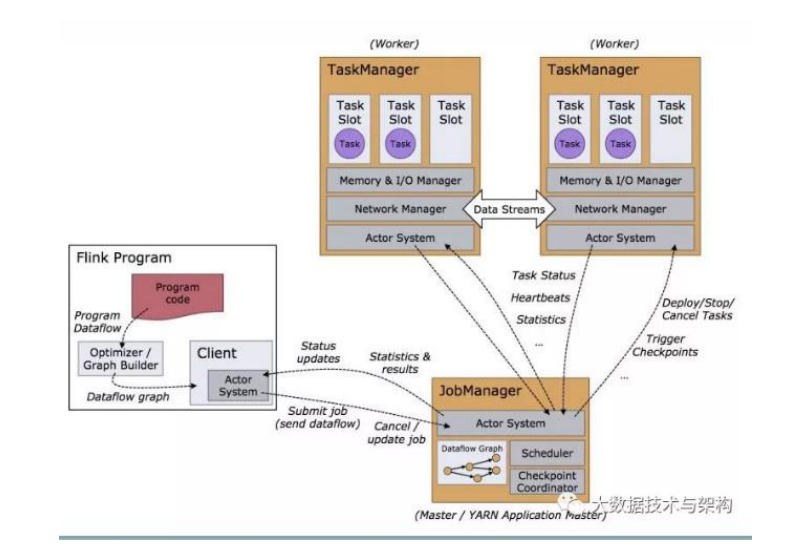 (Worker)
(Worker)
TaskManager
TaskManager
Task
Slot
Task
Slot
Task
Slot
Task
Slot
Task
Slot
Task
Slot
Task
Task
Task
Task
Memory & I/O Manager
Memory & I/O Manager
Network Manager
Data Streams
Network Manager
Actor System
Actor System
Flink Program
Program
code
Program
Dataflow
Optimizer /
Graph Builder
Dataflow graph
Client
Actor
System
Status
updates
Statistics &
results
Submit job
(send dataflow)
Cancel /
update job
Task Status
Heartbeats
Statistics
...
Deploy/Stop/
Cancel Tasks
Trigger
Checkpoints
...
JobManager
Actor System
Dataflow Graph
Scheduler
Checkpoint
Coordinator
(Master / YARN Application Master)
大数据技术与架构